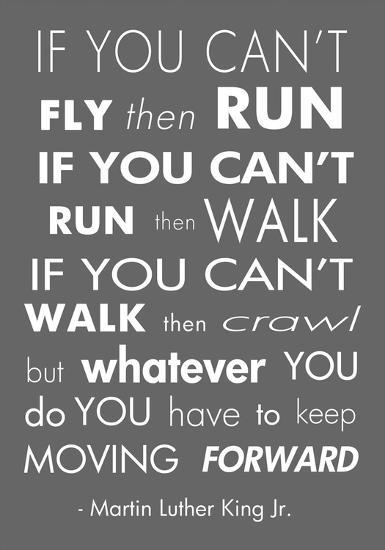 IF YOU CAN'T
FLY then RUN
IF YOU CAN'T
RUN then WALK
IF YOU CAN'T
WALK then crawl
but whatever YOU
do YOU have to keep
MOVING FORWARD
- Martin Luther King Jr.